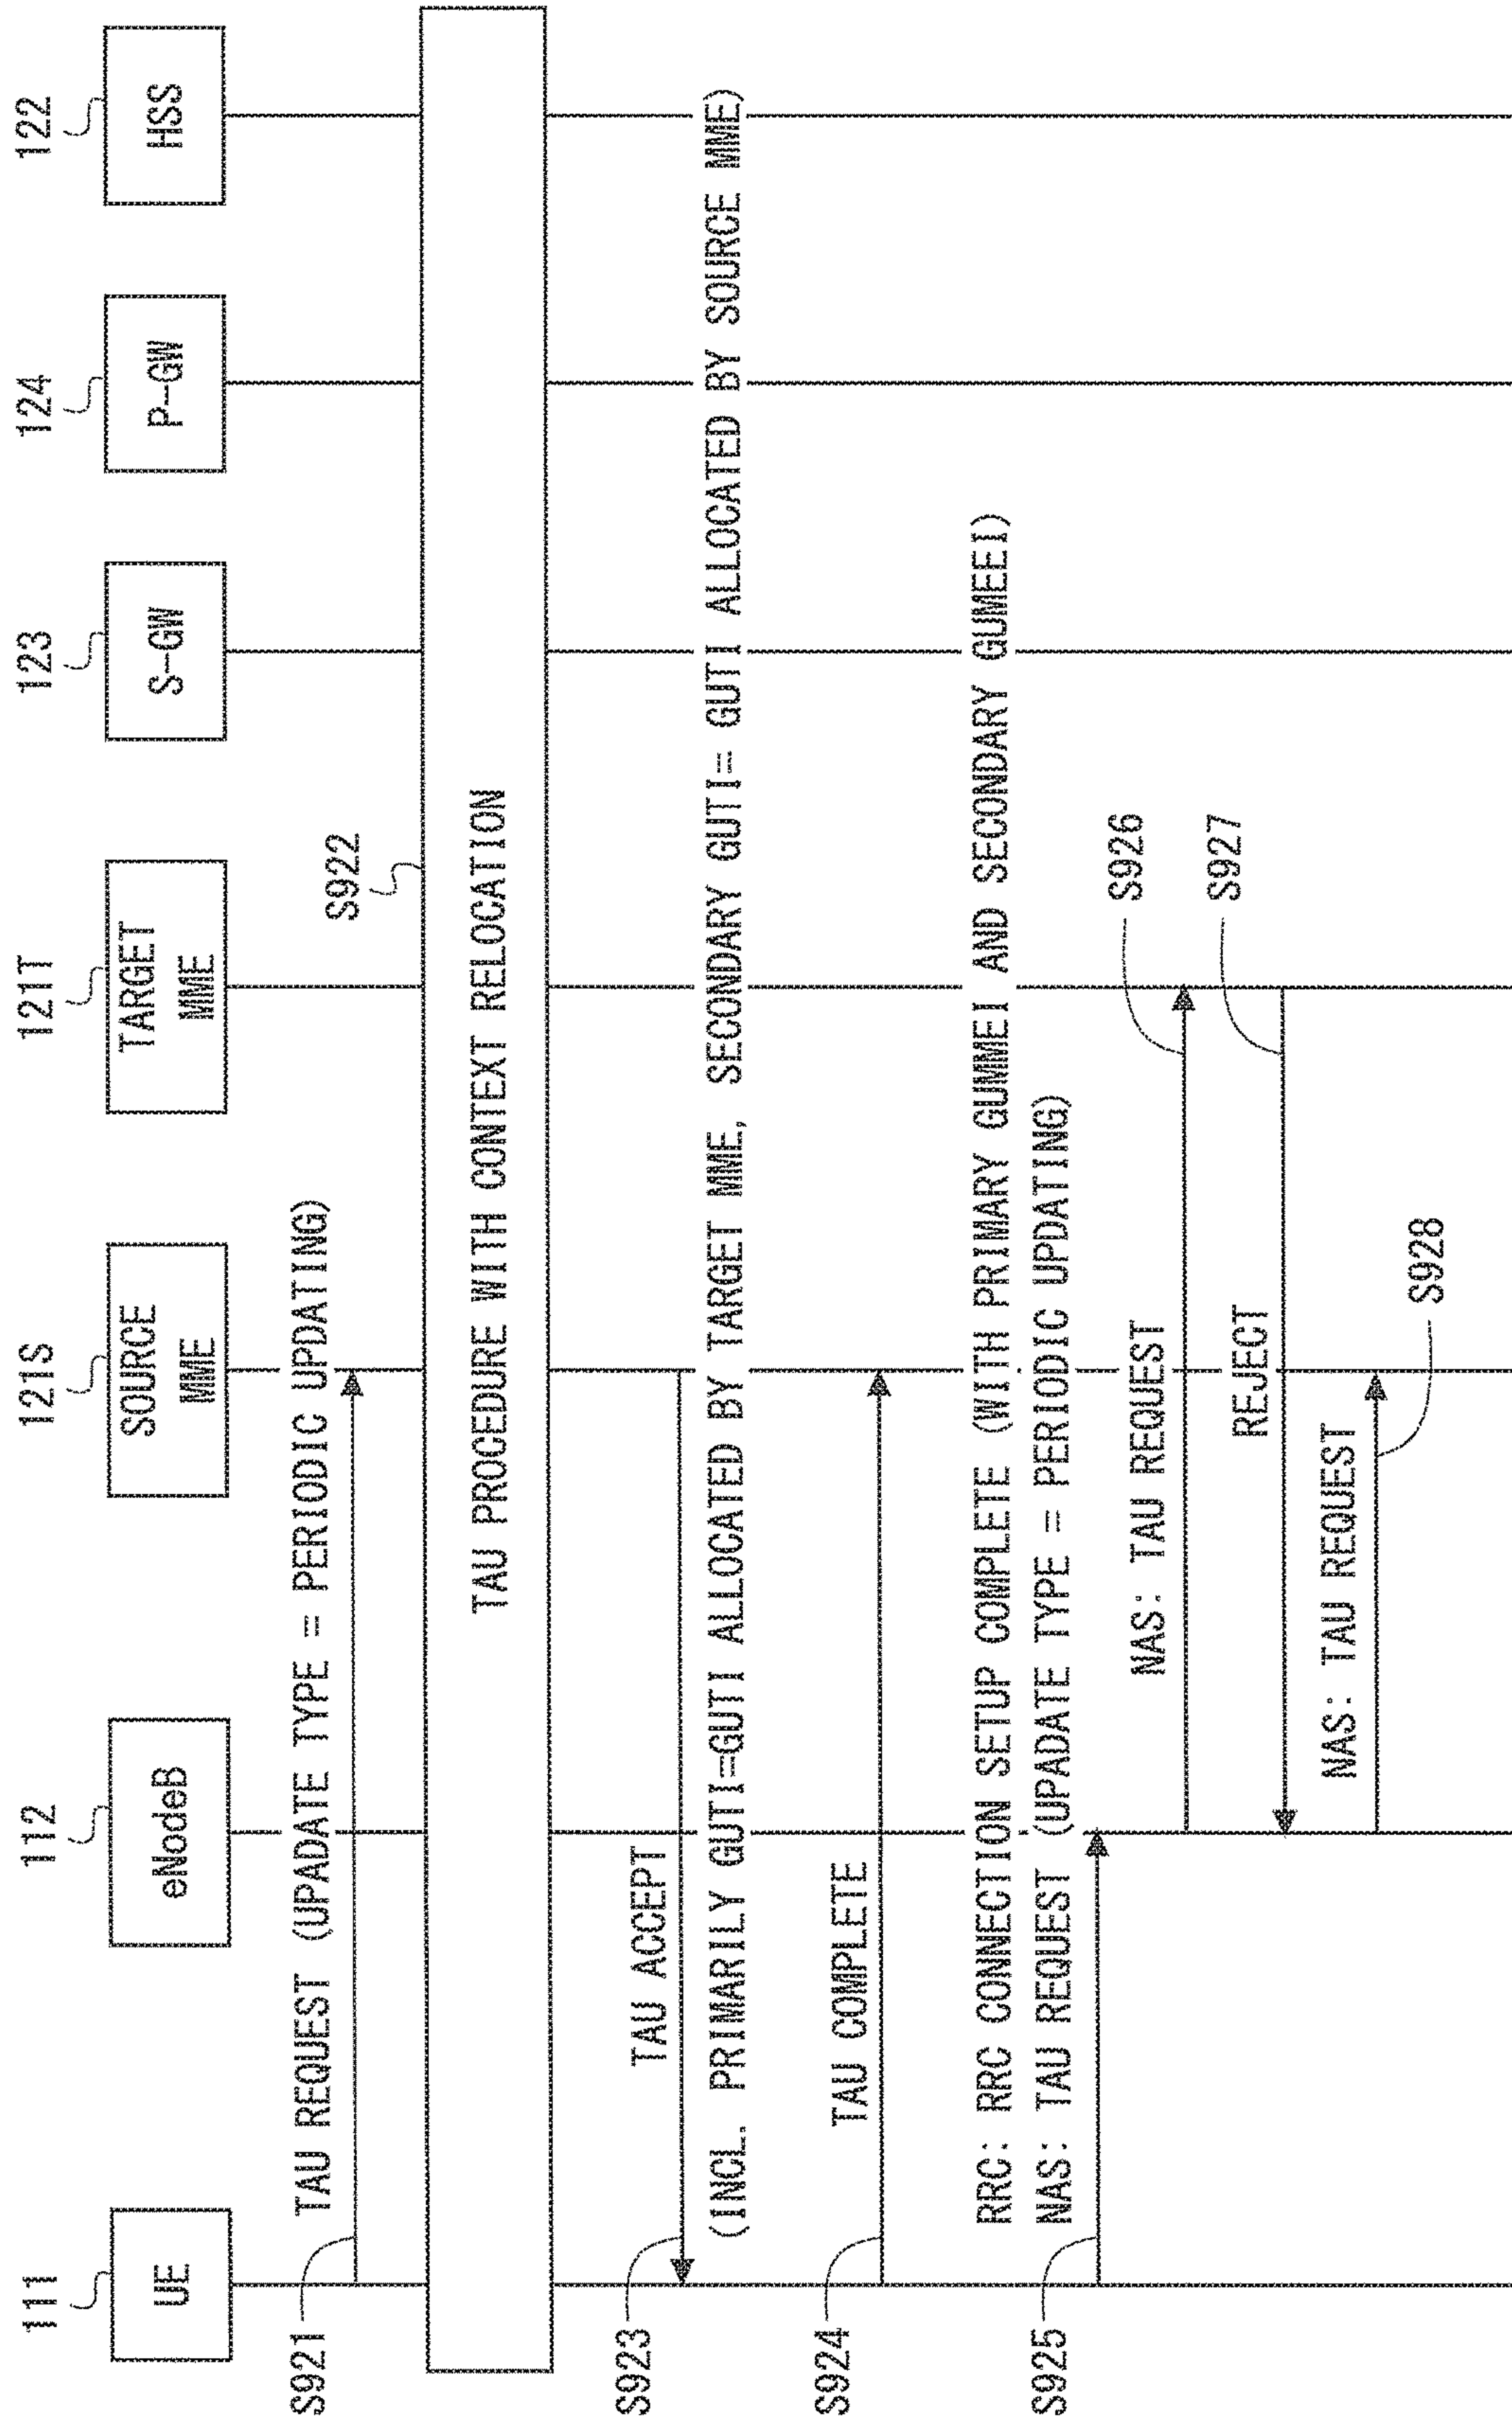 111
112
121S
121T
123
124
122
UE
eNodeB
SOURCE
MME
TARGET
MME
S-GW
P-GW
HSS
S921
TAU REQUEST (UPADATE TYPE = PERIODIC UPDATING)
S922
TAU PROCEDURE WITH CONTEXT RELOCATION
S923
TAU ACCEPT
(INCL. PRIMARILY GUTI=GUTI ALLOCATED BY TARGET MME, SECONDARY GUTI= GUTI ALLOCATED BY SOURCE MME)
S924
TAU COMPLETE
S925
RRC: RRC CONNECTION SETUP COMPLETE (WITH PRIMARY GUMMEI AND SECONDARY GUMEEI)
NAS: TAU REQUEST (UPADATE TYPE = PERIODIC UPDATING)
NAS: TAU REQUEST
S926
REJECT
S927
NAS: TAU REQUEST
S928